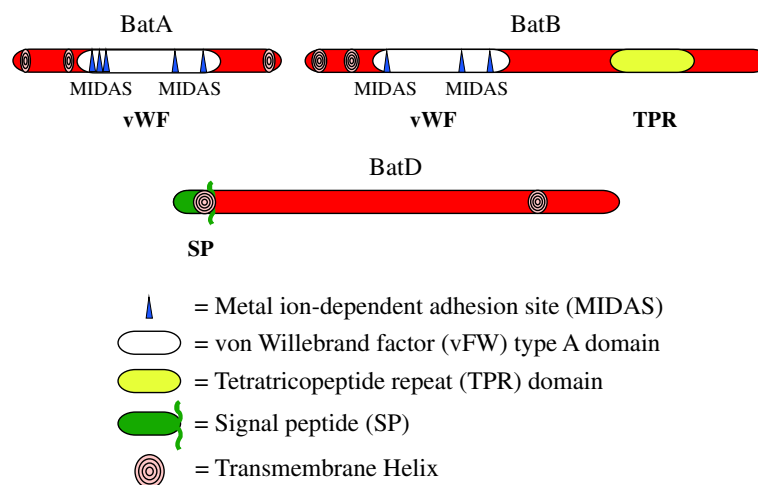 BatA BatB
MIDAS MIDAS MIDAS MIDAS
vWF vWF TPR
BatD
SP
= Metal ion-dependent adhesion site (MIDAS)
= von Willebrand factor (vFW) type A domain
= Tetratricopeptide repeat (TPR) domain
= Signal peptide (SP)
= Transmembrane Helix